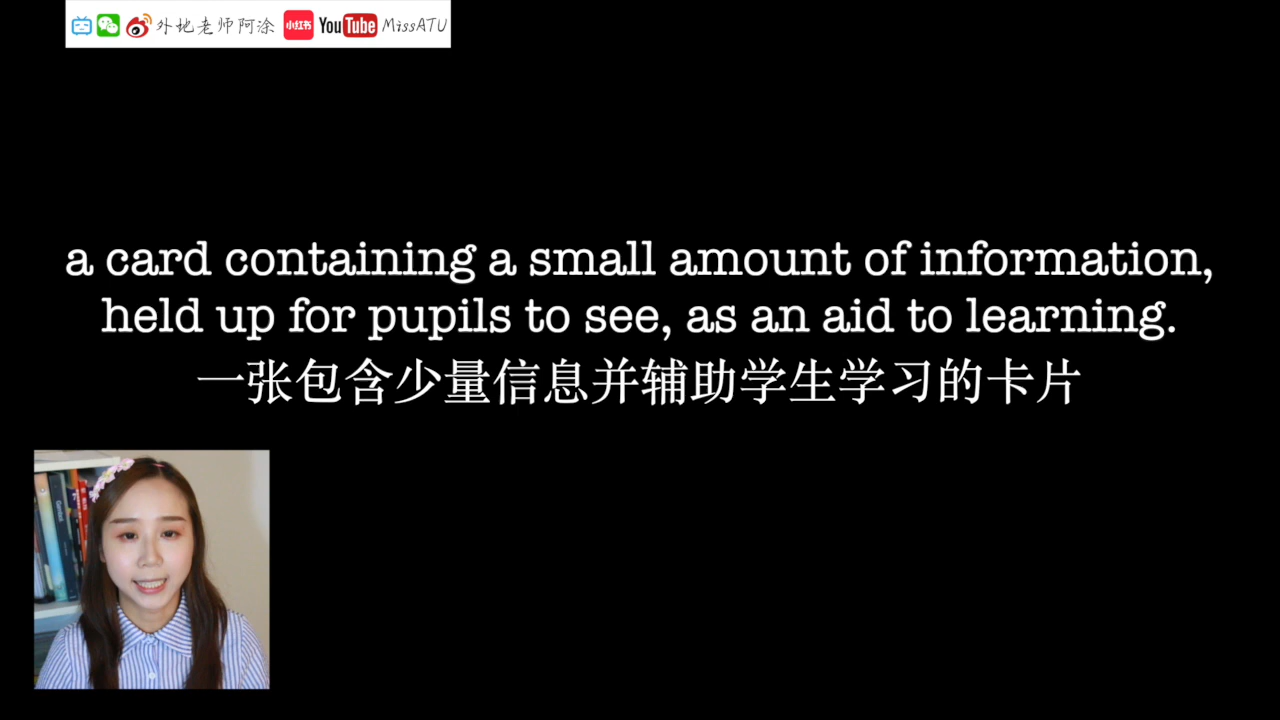 外地老师阿涂 小红书 YouTube MissATU
a card containing a small amount of information,
held up for pupils to see, as an aid to learning.
一张包含少量信息并辅助学生学习的卡片